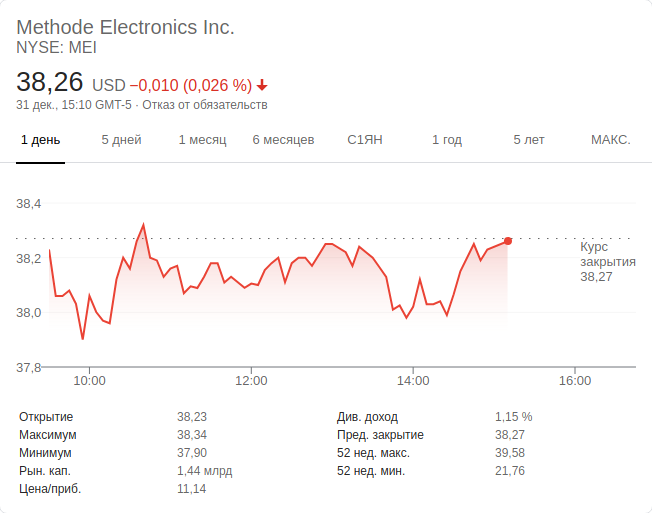 Methode Electronics Inc.
NYSE: MEI
38,26 USD −0,010 (0,026 %)
31 дек., 15:10 GMT-5 · Отказ от обязательств
1 день 5 дней 1 месяц 6 месяцев С1ЯН 1 год 5 лет МАКС.
38,4
38,2
38,0
37,8
Курс
закрытия
38,27
10:00 12:00 14:00 16:00
Открытие 38,23 Див. доход 1,15 %
Максимум 38,34 Пред. закрытие 38,27
Минимум 37,90 52 нед. макс. 39,58
Рын. кап. 1,44 млрд 52 нед. мин. 21,76
Цена/приб. 11,14